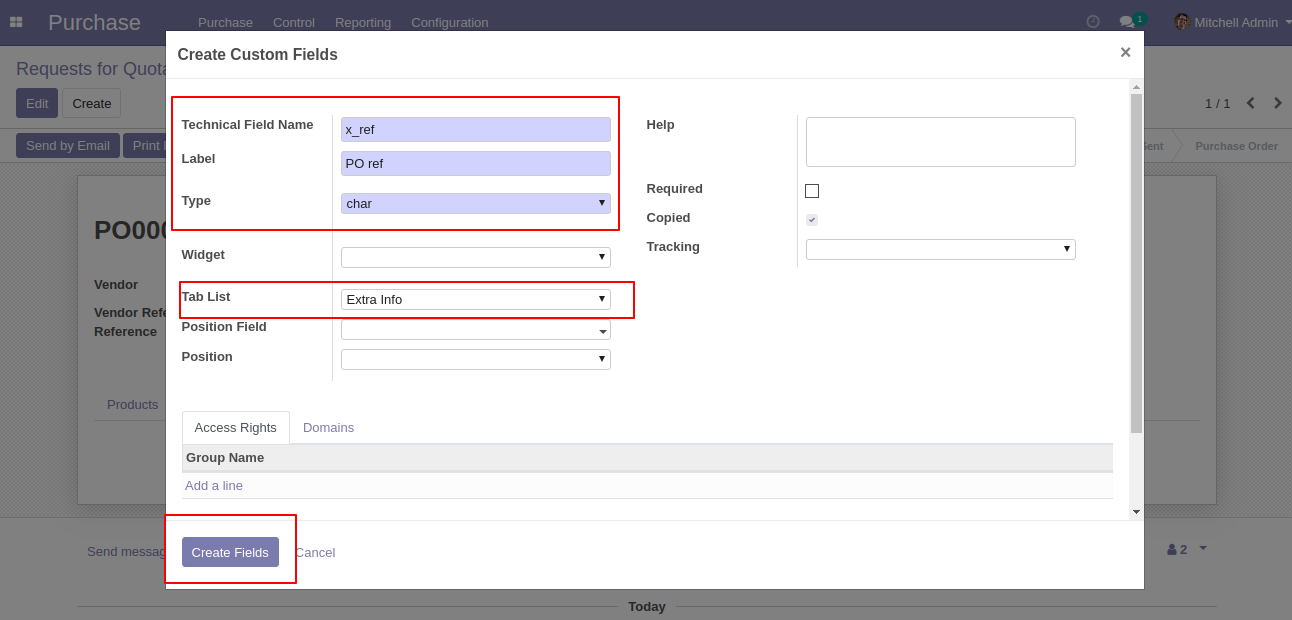 Purchase Purchase Control Reporting Configuration 1 Mitchell Admin
Requests for Quota
Edit Create
1 / 1
Send by Email Print
Purchase Order
PO000
Vendor
Vendor Refe
Reference
Products
Create Custom Fields ×
Technical Field Name x_ref
Label PO ref
Type char
Widget
Tab List Extra Info
Position Field
Position
Help
Required
Copied
Tracking
Access Rights Domains
Group Name
Add a line
Create Fields Cancel
Send messag
2
Today